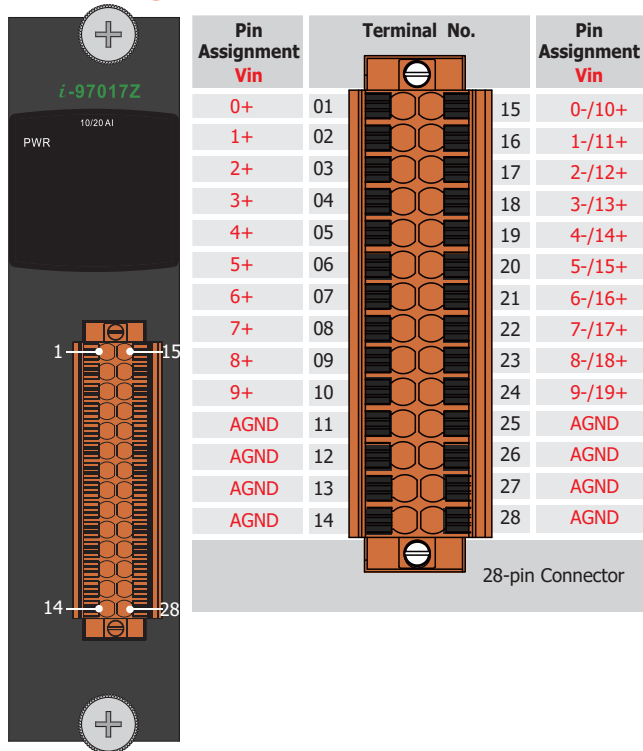 i-97017Z
10/20 AI
PWR
1 15
14 28
Pin Assignment Vin Terminal No. Pin Assignment Vin
0+ 01 15 0-/10+
1+ 02 16 1-/11+
2+ 03 17 2-/12+
3+ 04 18 3-/13+
4+ 05 19 4-/14+
5+ 06 20 5-/15+
6+ 07 21 6-/16+
7+ 08 22 7-/17+
8+ 09 23 8-/18+
9+ 10 24 9-/19+
AGND 11 25 AGND
AGND 12 26 AGND
AGND 13 27 AGND
AGND 14 28 AGND
28-pin Connector